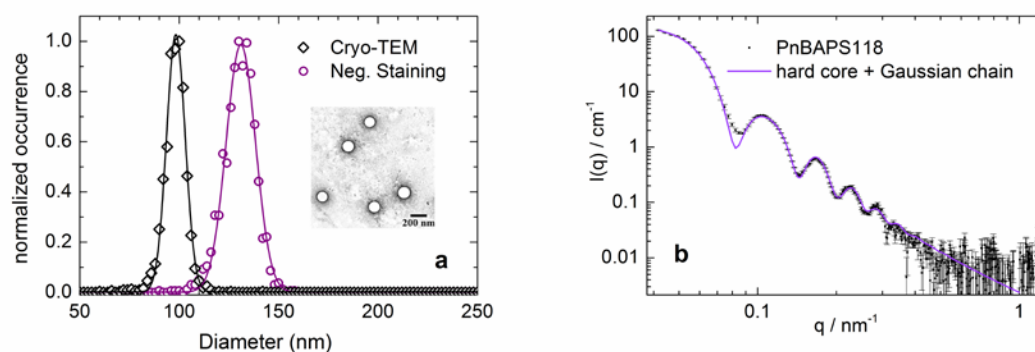 1.0
0.8
0.6
0.4
0.2
0.0
normalized occurrence
Cryo-TEM
Neg. Staining
200 nm
a
50
100
150
200
250
Diameter (nm)
100
10
1
0.1
0.01
I(q) / cm⁻¹
PnBAPS118
hard core + Gaussian chain
b
0.1
1
q / nm⁻¹